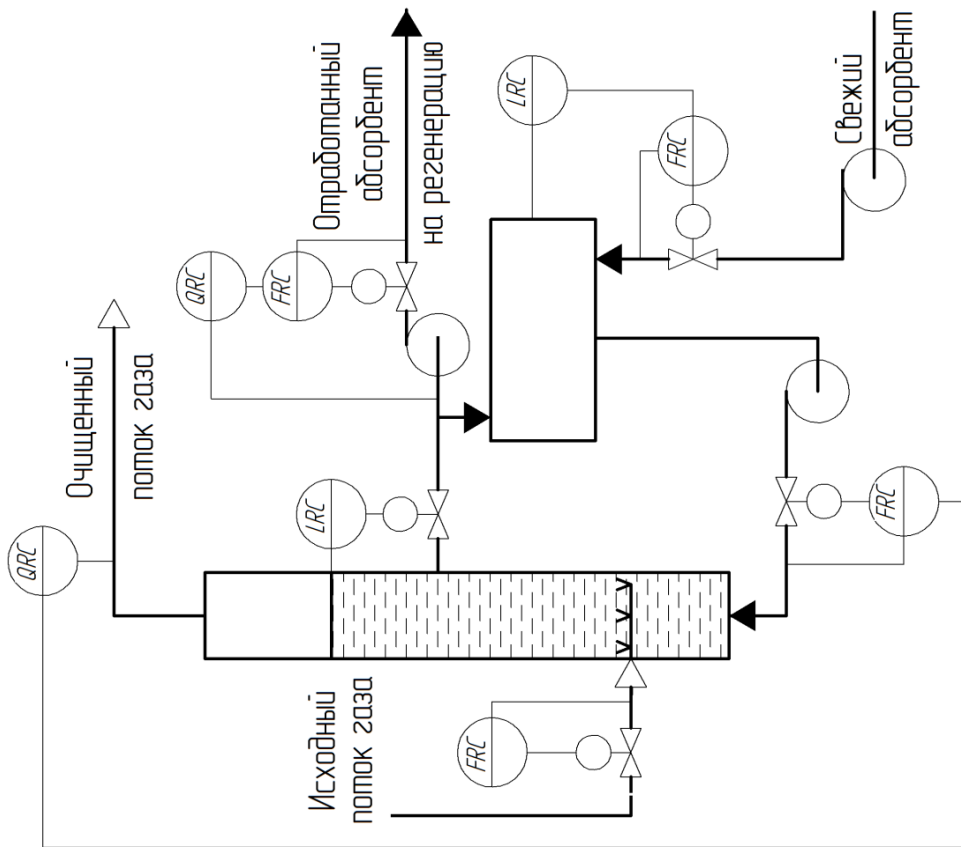 QRC
Очищенный
поток газа
QRC
FRC
Отработанный
абсорбент
на регенерацию
LRC
LRC
FRC
Исходный
поток газа
FRC
FRC
Свежий
абсорбент